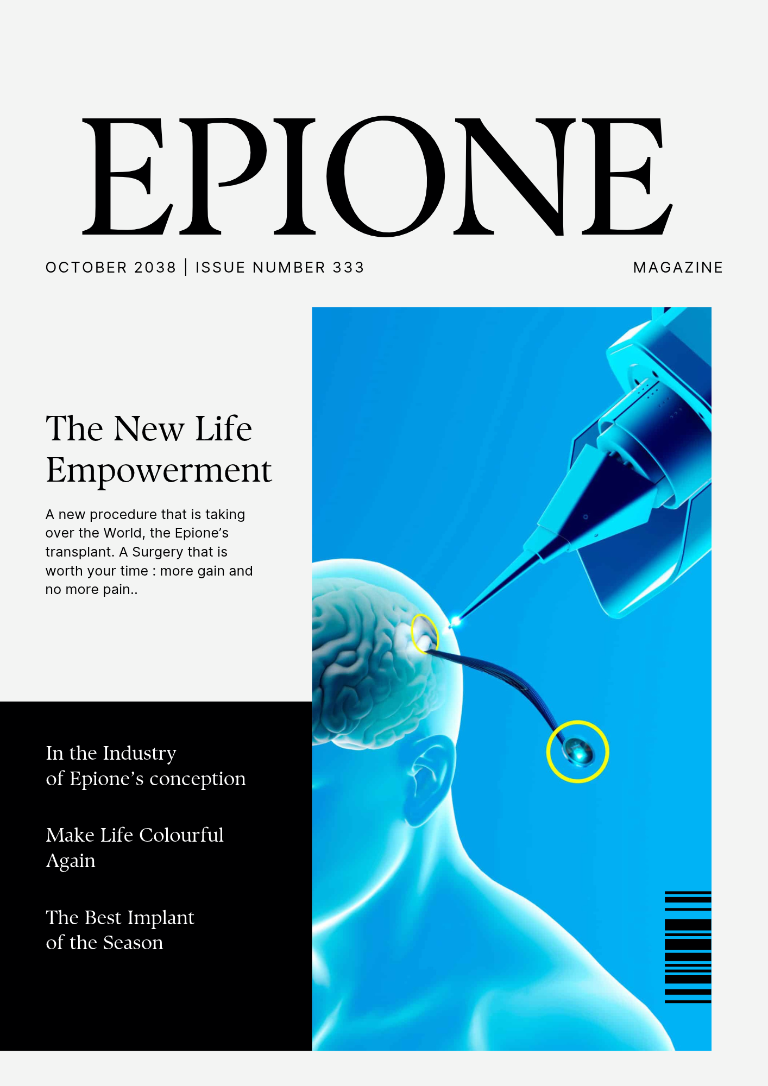 EPIONE
OCTOBER 2038 | ISSUE NUMBER 333
MAGAZINE
The New Life
Empowerment
A new procedure that is taking
over the World, the Epione’s
transplant. A Surgery that is
worth your time : more gain and
no more pain..
In the Industry
of Epione’s conception
Make Life Colourful
Again
The Best Implant
of the Season